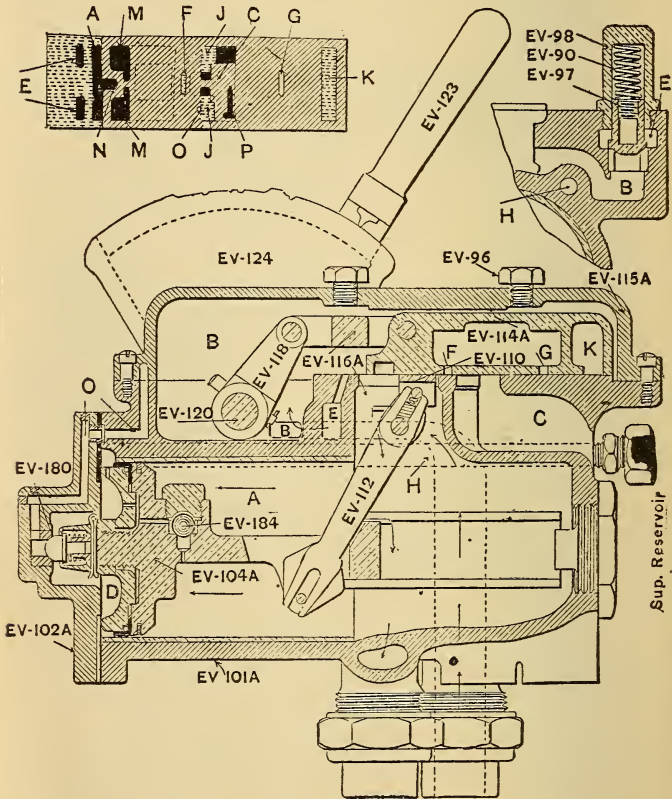 A M F J C G
E
K
N M O J P
EV-98
EV-90
EV-97
E
B
H
EV-123
EV-124
EV-96
EV-115A
B
EV-118
EV-116A
EV-114A
EV-110
F G K
O
EV-120
B
E
C
EV-180
A
EV-184
EV-112
H
EV-104A
D
EV-102A
EV 101A
Sup. Reservoir